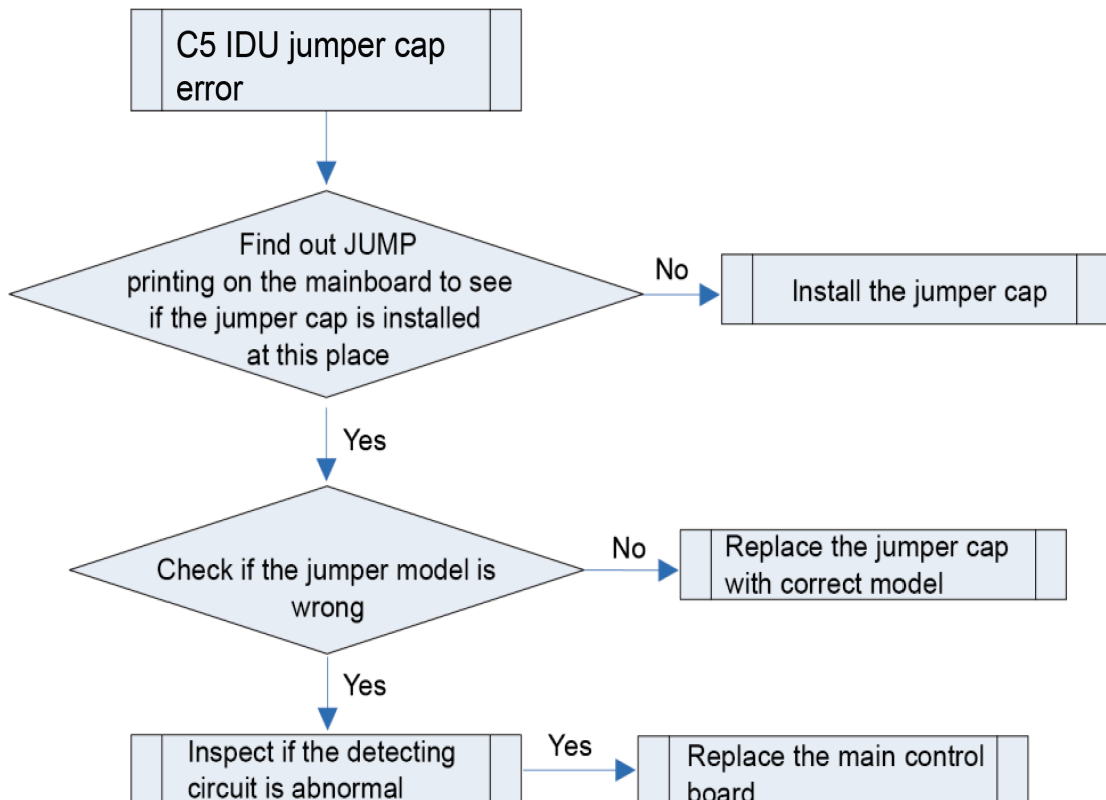 C5 IDU jumper cap
error
Find out JUMP
printing on the mainboard to see
if the jumper cap is installed
at this place
No
Install the jumper cap
Yes
Check if the jumper model is
wrong
No
Replace the jumper cap
with correct model
Yes
Inspect if the detecting
circuit is abnormal
Yes
Replace the main control
board